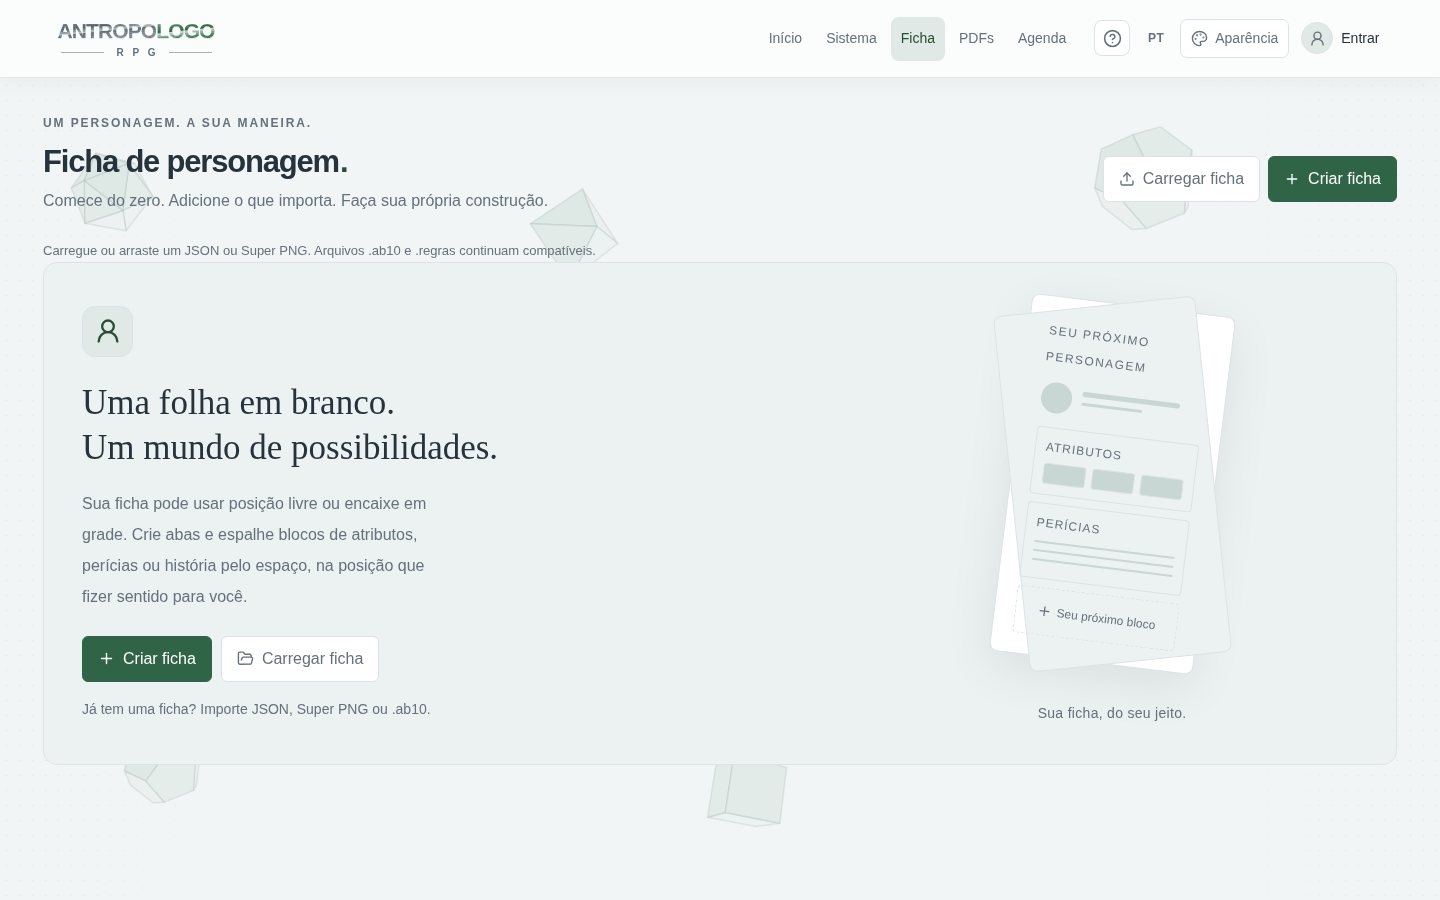 ANTROPOLOGO
RPG
Início Sistema Ficha PDFs Agenda PT Aparência Entrar
UM PERSONAGEM. A SUA MANEIRA.
Ficha de personagem.
Comece do zero. Adicione o que importa. Faça sua própria construção.
Carregar ficha Criar ficha
Carregue ou arraste um JSON ou Super PNG. Arquivos .ab10 e .regras continuam compatíveis.
Uma folha em branco.
Um mundo de possibilidades.
Sua ficha pode usar posição livre ou encaixe em
grade. Crie abas e espalhe blocos de atributos,
perícias ou história pelo espaço, na posição que
fizer sentido para você.
Criar ficha Carregar ficha
Já tem uma ficha? Importe JSON, Super PNG ou .ab10.
SEU PRÓXIMO
PERSONAGEM
ATRIBUTOS
PERÍCIAS
Seu próximo bloco
Sua ficha, do seu jeito.